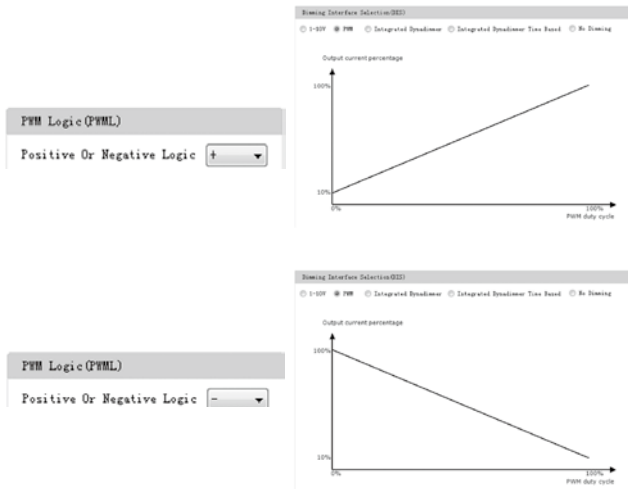 Dimming Interface Selection(DIS)
1-10V PWM Integrated Dynadimmer Integrated Dynadimmer Time Based No Dimming
Output current percentage
100%
10%
0% 100%
PWM duty cycle
PWM Logic(PWML)
Positive Or Negative Logic +
Dimming Interface Selection(DIS)
1-10V PWM Integrated Dynadimmer Integrated Dynadimmer Time Based No Dimming
Output current percentage
100%
10%
0% 100%
PWM duty cycle
PWM Logic(PWML)
Positive Or Negative Logic -